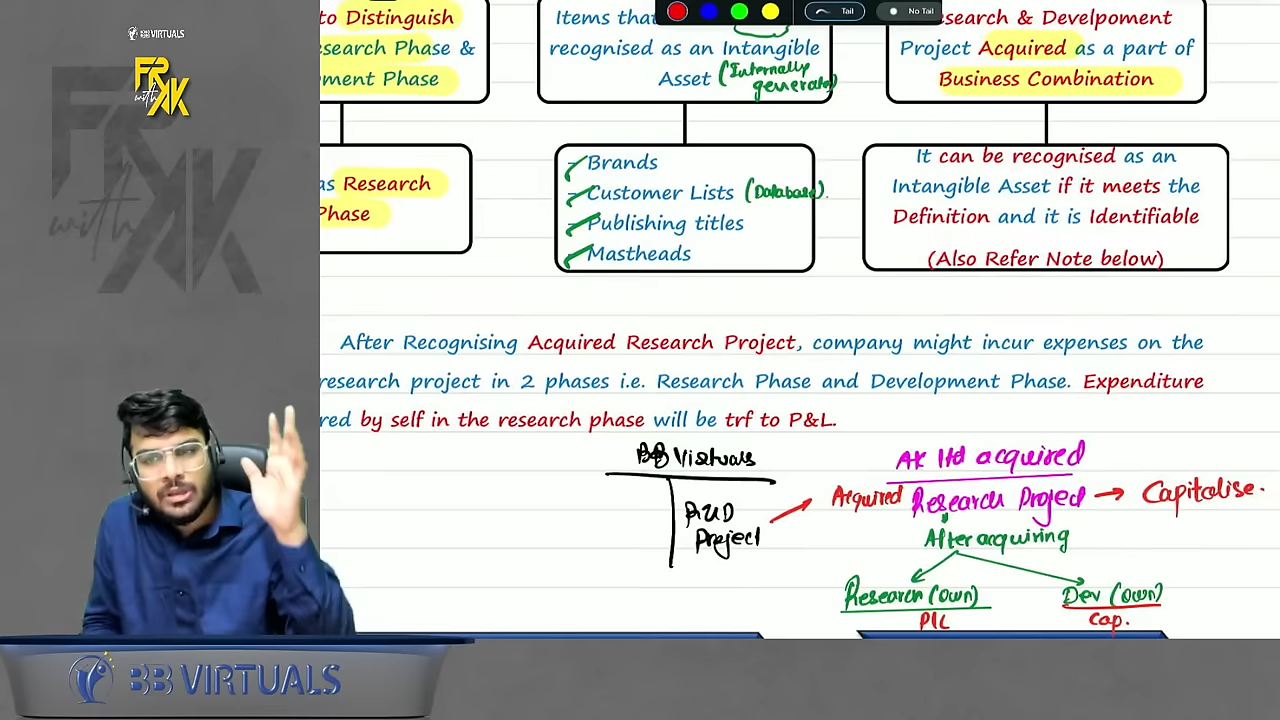 BB VIRTUALS
FR
with
AK
FR
with
AK
to Distinguish
esearch Phase &
ment Phase
as Research
Phase
Items that
recognised as an Intangible
Asset (Internally
generated)
Brands
Customer Lists (Database).
Publishing titles
Mastheads
Tail
No Tail
esearch & Develpoment
Project Acquired as a part of
Business Combination
It can be recognised as an
Intangible Asset if it meets the
Definition and it is Identifiable
(Also Refer Note below)
After Recognising Acquired Research Project, company might incur expenses on the
research project in 2 phases i.e. Research Phase and Development Phase. Expenditure
red by self in the research phase will be trf to P&L.
BB Virtuals
R&D
Project
AK ltd acquired
Acquired Research Project → Capitalise.
After acquiring
Research (own)
P/L
Dev (own)
Cap.
BB VIRTUALS